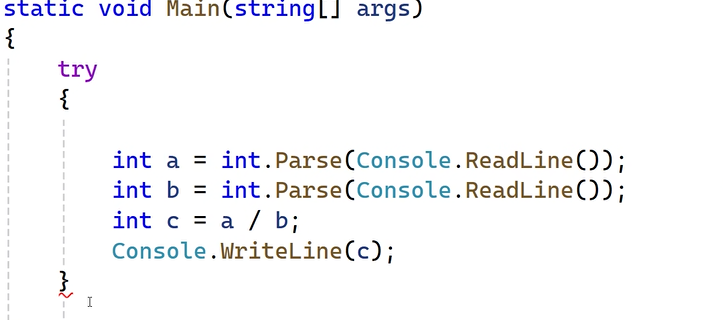 static void Main(string[] args)
{
try
{
int a = int.Parse(Console.ReadLine());
int b = int.Parse(Console.ReadLine());
int c = a / b;
Console.WriteLine(c);
}